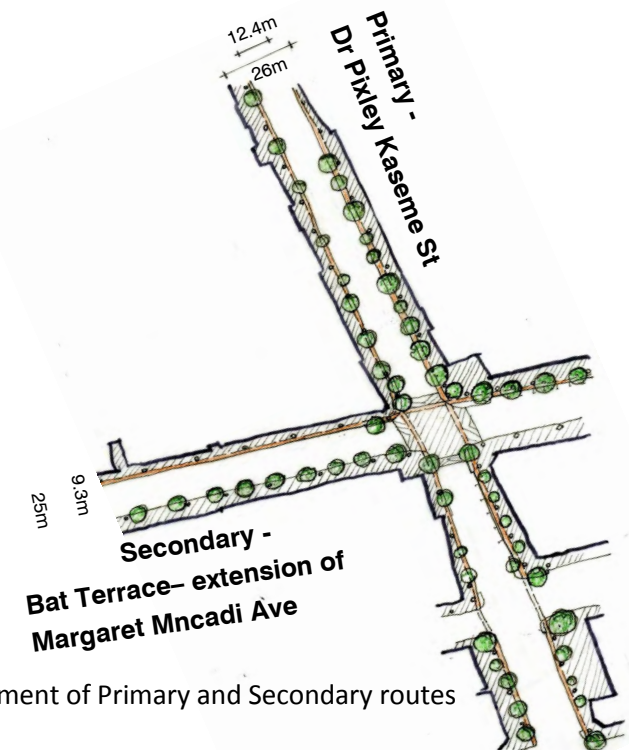 12.4m
26m
Primary -
Dr Pixley Kaseme St
9.3m
25m
Secondary -
Bat Terrace– extension of
Margaret Mncadi Ave
ment of Primary and Secondary routes